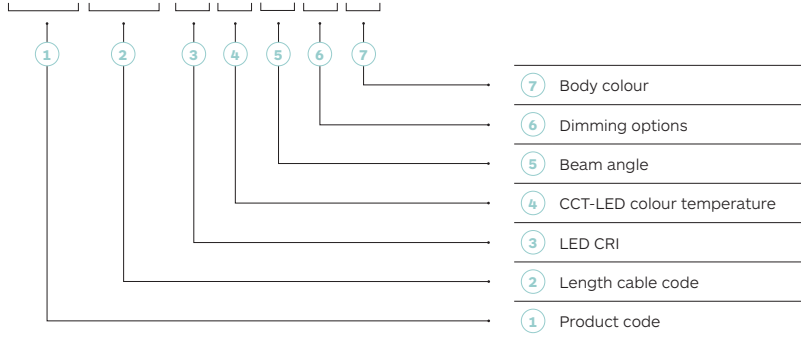 1 2 3 4 5 6 7
7 Body colour
6 Dimming options
5 Beam angle
4 CCT-LED colour temperature
3 LED CRI
2 Length cable code
1 Product code